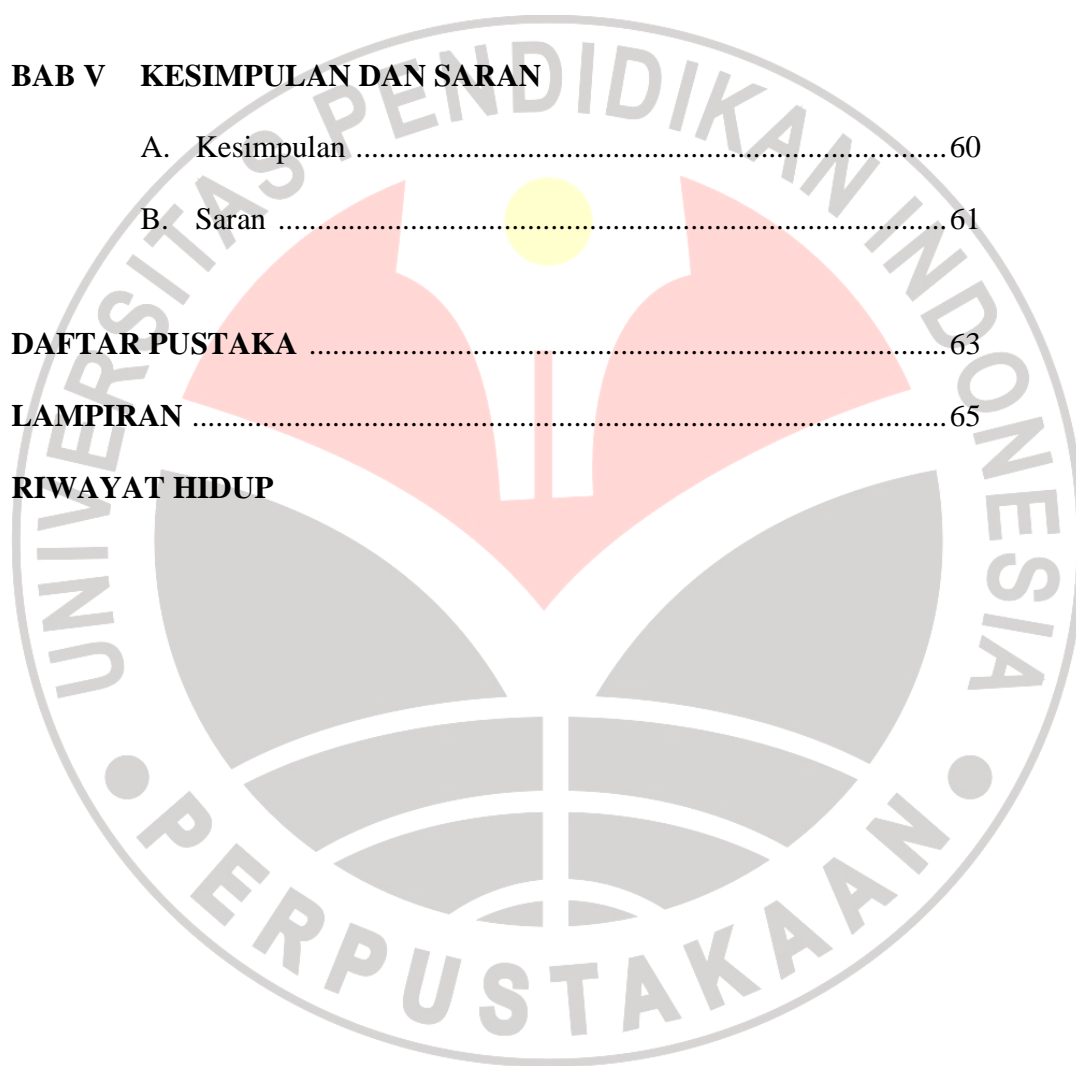 BAB V KESIMPULAN DAN SARAN
A. Kesimpulan ................................................................................ 60
B. Saran ................................................................................ 61
DAFTAR PUSTAKA ................................................................................ 63
LAMPIRAN ................................................................................ 65
RIWAYAT HIDUP
UNIVERSITAS PENDIDIKAN INDONESIA
PERPUSTAKAAN